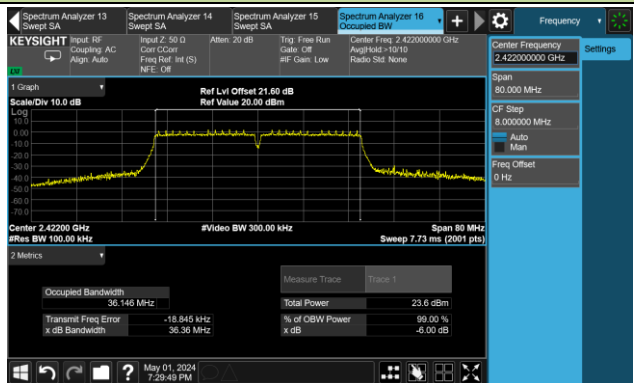 Spectrum Analyzer 13
Swept SA
Spectrum Analyzer 14
Swept SA
Spectrum Analyzer 15
Swept SA
Spectrum Analyzer 16
Occupied BW
Frequency
KEYSIGHT
Input: RF
Coupling: AC
Align: Auto
Input Z: 50 Ω
Corr CCorr
Freq Ref: Int (S)
NFE: Off
Atten: 20 dB
Trig: Free Run
Gate: Off
#IF Gain: Low
Center Freq: 2.422000000 GHz
Avg|Hold:>10/10
Radio Std: None
Center Frequency
2.422000000 GHz
Settings
Span
80.000 MHz
CF Step
8.000000 MHz
Auto
Man
Freq Offset
0 Hz
1 Graph
Scale/Div 10.0 dB
Ref Lvl Offset 21.60 dB
Ref Value 20.00 dBm
Log
10.0
0.00
-10.0
-20.0
-30.0
-40.0
-50.0
-60.0
-70.0
Center 2.42200 GHz
#Res BW 100.00 kHz
#Video BW 300.00 kHz
Span 80 MHz
Sweep 7.73 ms (2001 pts)
2 Metrics
Measure Trace
Trace 1
Occupied Bandwidth
36.146 MHz
Total Power
23.6 dBm
Transmit Freq Error
-18.845 kHz
% of OBW Power
99.00 %
x dB Bandwidth
36.36 MHz
x dB
-6.00 dB
?
May 01, 2024
7:29:49 PM